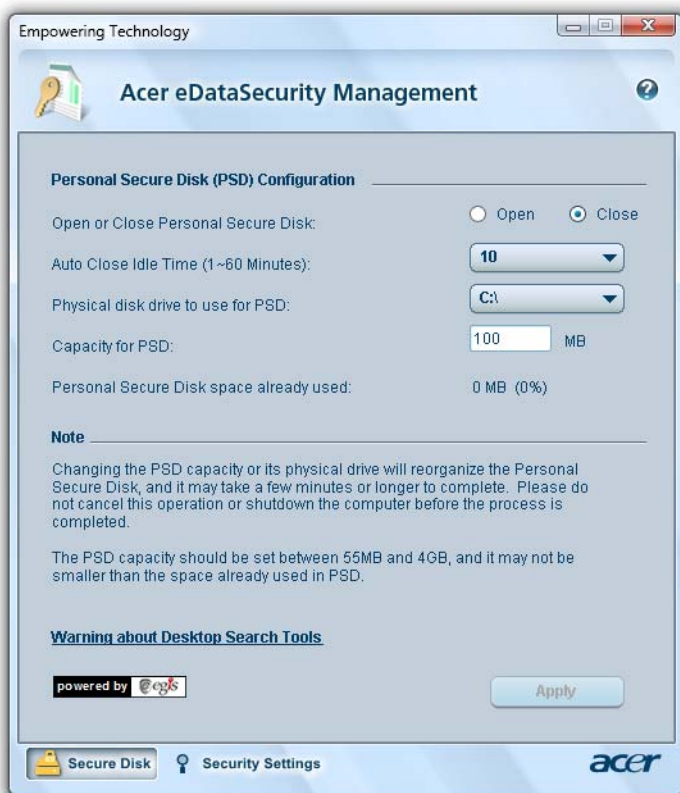 Empowering Technology
Acer eDataSecurity Management
Personal Secure Disk (PSD) Configuration
Open or Close Personal Secure Disk:
Open
Close
Auto Close Idle Time (1~60 Minutes):
10
Physical disk drive to use for PSD:
C:\
Capacity for PSD:
100
MB
Personal Secure Disk space already used:
0 MB (0%)
Note
Changing the PSD capacity or its physical drive will reorganize the Personal
Secure Disk, and it may take a few minutes or longer to complete. Please do
not cancel this operation or shutdown the computer before the process is
completed.
The PSD capacity should be set between 55MB and 4GB, and it may not be
smaller than the space already used in PSD.
Warning about Desktop Search Tools
powered by egis
Apply
Secure Disk
Security Settings
acer